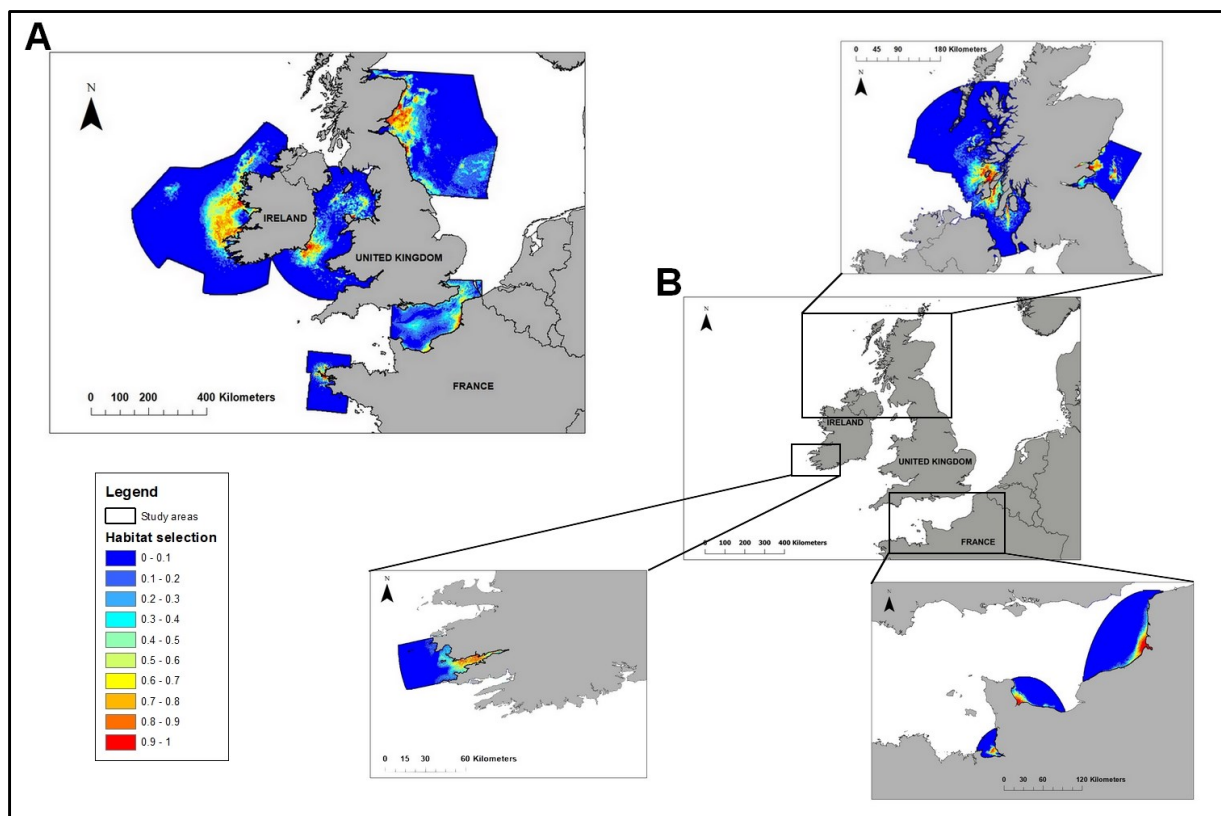 A
N
IRELAND
UNITED KINGDOM
FRANCE
0 100 200 400 Kilometers
Legend
Study areas
Habitat selection
0 - 0.1
0.1 - 0.2
0.2 - 0.3
0.3 - 0.4
0.4 - 0.5
0.5 - 0.6
0.6 - 0.7
0.7 - 0.8
0.8 - 0.9
0.9 - 1
0 45 90 180 Kilometers
N
B
N
IRELAND
UNITED KINGDOM
FRANCE
0 100 200 300 400 Kilometers
N
0 15 30 60 Kilometers
N
0 30 60 120 Kilometers